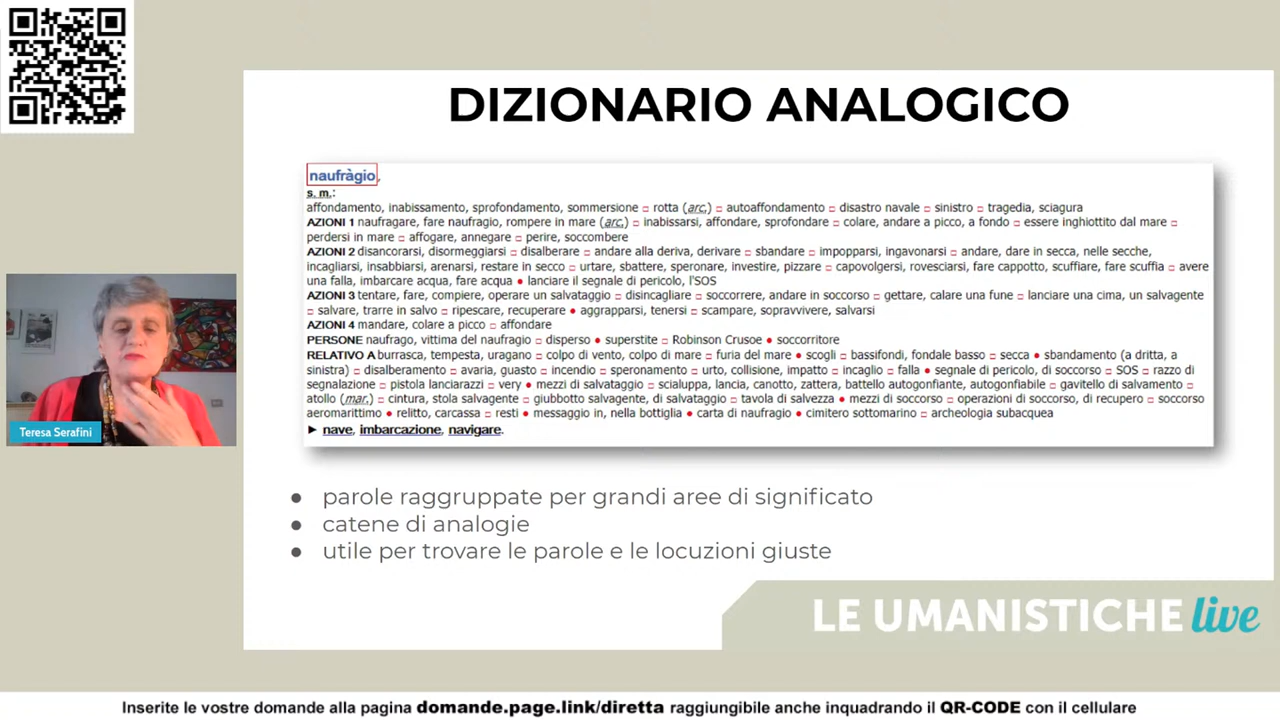 DIZIONARIO ANALOGICO
naufràgio,
s. m.:
affondamento, inabissamento, sprofondamento, sommersione □ rotta (arc.) □ autoaffondamento □ disastro navale □ sinistro □ tragedia, sciagura
AZIONI 1 naufragare, fare naufragio, rompere in mare (arc.) □ inabissarsi, affondare, sprofondare □ colare, andare a picco, a fondo □ essere inghiottito dal mare □
perdersi in mare □ affogare, annegare □ perire, soccombere
AZIONI 2 disancorarsi, disormeggiarsi □ disalberare □ andare alla deriva, derivare □ sbandare □ impopparsi, ingavonarsi □ andare, dare in secca, nelle secche,
incagliarsi, insabbiarsi, arenarsi, restare in secco □ urtare, sbattere, speronare, investire, pizzare □ capovolgersi, rovesciarsi, fare cappotto, scuffiare, fare scuffia □ avere
una falla, imbarcare acqua, fare acqua ● lanciare il segnale di pericolo, l'SOS
AZIONI 3 tentare, fare, compiere, operare un salvataggio □ disincagliare □ soccorrere, andare in soccorso □ gettare, calare una fune □ lanciare una cima, un salvagente
□ salvare, trarre in salvo □ ripescare, recuperare ● aggrapparsi, tenersi □ scampare, sopravvivere, salvarsi
AZIONI 4 mandare, colare a picco □ affondare
PERSONE naufrago, vittima del naufragio □ disperso ● superstite □ Robinson Crusoe ● soccorritore
RELATIVO A burrasca, tempesta, uragano □ colpo di vento, colpo di mare □ furia del mare ● scogli □ bassifondi, fondale basso □ secca ● sbandamento (a dritta, a
sinistra) □ disalberamento □ avaria, guasto □ incendio □ speronamento □ urto, collisione, impatto □ incaglio □ falla ● segnale di pericolo, di soccorso □ SOS □ razzo di
segnalazione □ pistola lanciarazzi □ very ● mezzi di salvataggio □ scialuppa, lancia, canotto, zattera, battello autogonfiante, autogonfiabile □ gavitello di salvamento □
atollo (mar.) □ cintura, stola salvagente □ giubbotto salvagente, di salvataggio □ tavola di salvezza ● mezzi di soccorso □ operazioni di soccorso, di recupero □ soccorso
aeromarittimo ● relitto, carcassa □ resti ● messaggio in, nella bottiglia ● carta di naufragio ● cimitero sottomarino □ archeologia subacquea
► nave, imbarcazione, navigare.
Teresa Serafini
● parole raggruppate per grandi aree di significato
● catene di analogie
● utile per trovare le parole e le locuzioni giuste
LE UMANISTICHE live
Inserite le vostre domande alla pagina domande.page.link/diretta raggiungibile anche inquadrando il QR-CODE con il cellulare